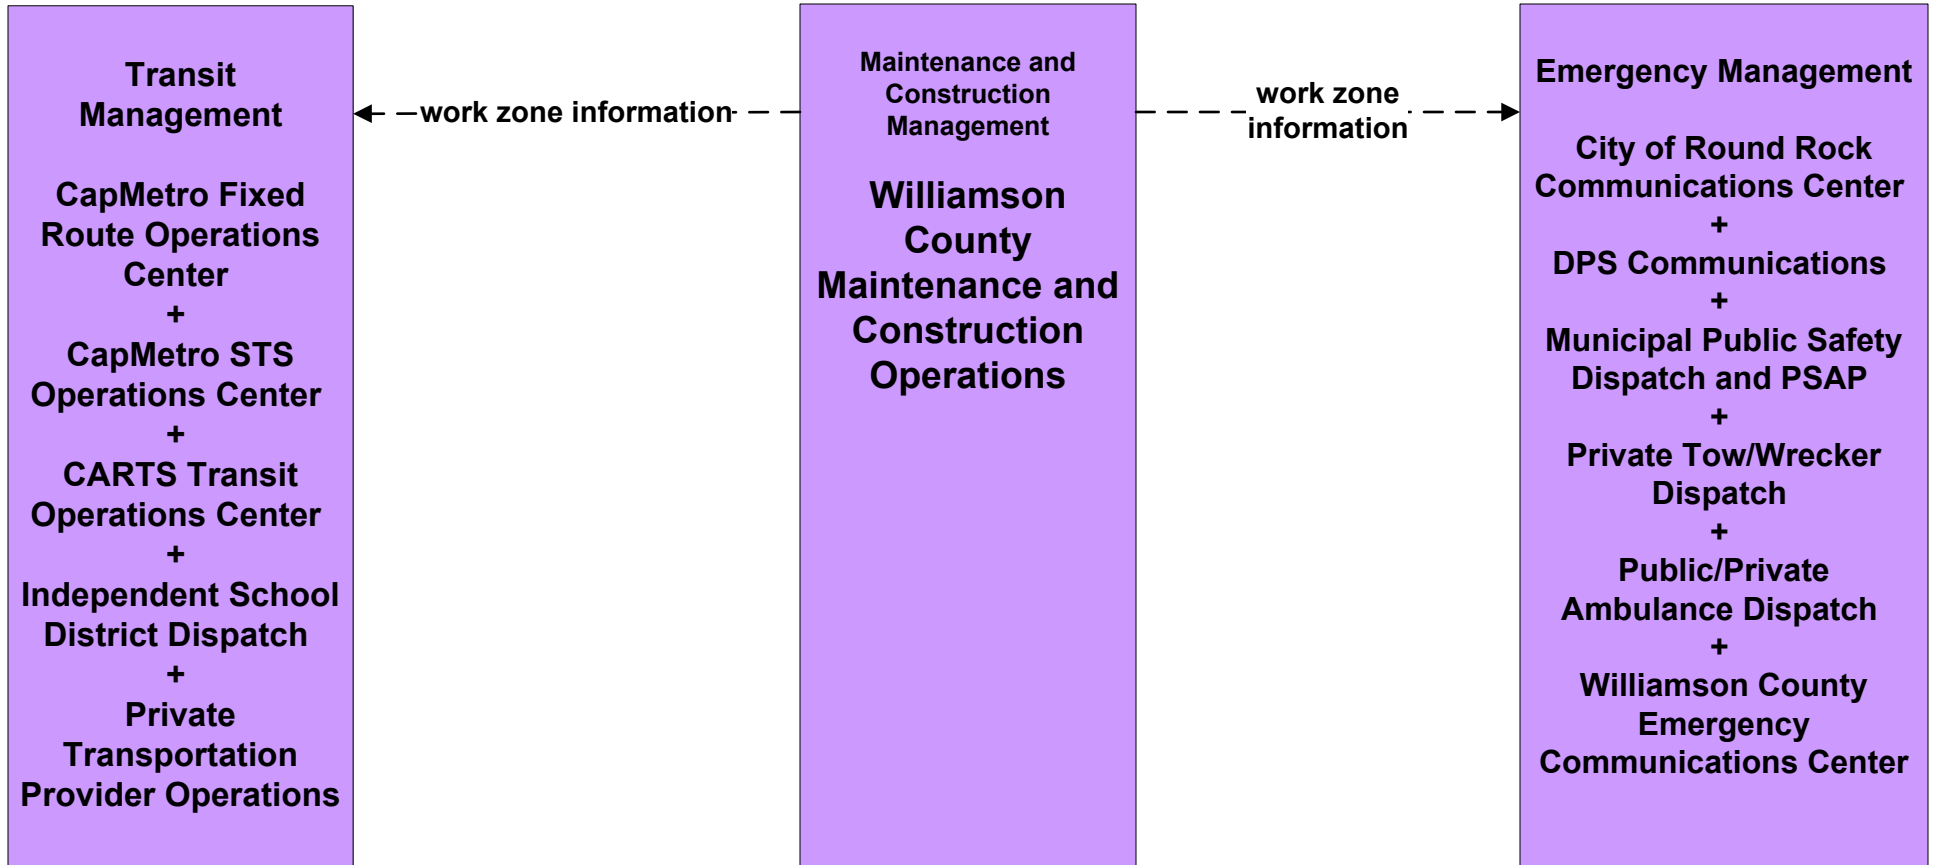 Transit
Management
CapMetro Fixed
Route Operations
Center
+
CapMetro STS
Operations Center
+
CARTS Transit
Operations Center
+
Independent School
District Dispatch
+
Private
Transportation
Provider Operations
work zone information
Maintenance and
Construction
Management
Williamson
County
Maintenance and
Construction
Operations
work zone
information
Emergency Management
City of Round Rock
Communications Center
+
DPS Communications
+
Municipal Public Safety
Dispatch and PSAP
+
Private Tow/Wrecker
Dispatch
+
Public/Private
Ambulance Dispatch
+
Williamson County
Emergency
Communications Center